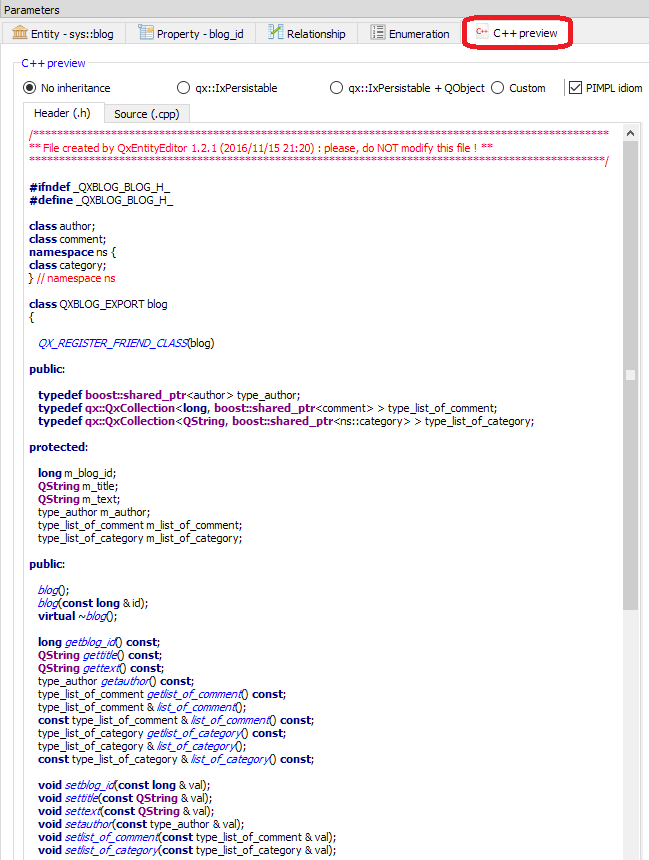 Parameters
Entity - sys::blog
Property - blog_id
Relationship
Enumeration
C++ C++ preview
C++ preview
No inheritance
qx::IxPersistable
qx::IxPersistable + QObject
Custom
PIMPL idiom
Header (.h)
Source (.cpp)
/*************************************************************************************************
** File created by QxEntityEditor 1.2.1 (2016/11/15 21:20) : please, do NOT modify this file ! **
*************************************************************************************************/
#ifndef _QXBLOG_BLOG_H_
#define _QXBLOG_BLOG_H_
class author;
class comment;
namespace ns {
class category;
} // namespace ns
class QXBLOG_EXPORT blog
{
QX_REGISTER_FRIEND_CLASS(blog)
public:
typedef boost::shared_ptr<author> type_author;
typedef qx::QxCollection<long, boost::shared_ptr<comment> > type_list_of_comment;
typedef qx::QxCollection<QString, boost::shared_ptr<ns::category> > type_list_of_category;
protected:
long m_blog_id;
QString m_title;
QString m_text;
type_author m_author;
type_list_of_comment m_list_of_comment;
type_list_of_category m_list_of_category;
public:
blog();
blog(const long & id);
virtual ~blog();
long getblog_id() const;
QString gettitle() const;
QString gettext() const;
type_author getauthor() const;
type_list_of_comment getlist_of_comment() const;
type_list_of_comment & list_of_comment();
const type_list_of_comment & list_of_comment() const;
type_list_of_category getlist_of_category() const;
type_list_of_category & list_of_category();
const type_list_of_category & list_of_category() const;
void setblog_id(const long & val);
void settitle(const QString & val);
void settext(const QString & val);
void setauthor(const type_author & val);
void setlist_of_comment(const type_list_of_comment & val);
void setlist_of_category(const type_list_of_category & val);